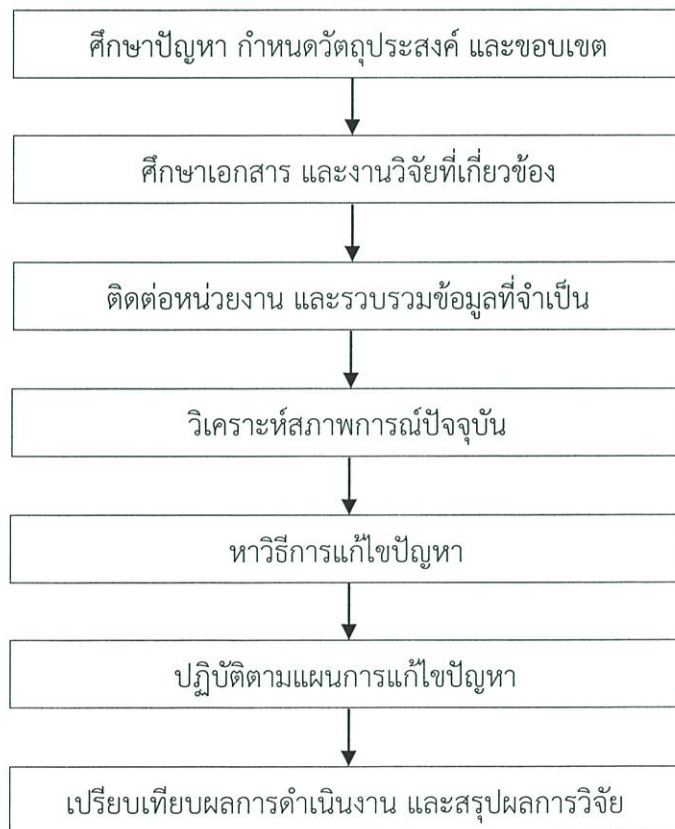 ศึกษาปัญหา กำหนดวัตถุประสงค์ และขอบเขต
ศึกษาเอกสาร และงานวิจัยที่เกี่ยวข้อง
ติดต่อหน่วยงาน และรวบรวมข้อมูลที่จำเป็น
วิเคราะห์สภาพการณ์ปัจจุบัน
หาวิธีการแก้ไขปัญหา
ปฏิบัติตามแผนการแก้ไขปัญหา
เปรียบเทียบผลการดำเนินงาน และสรุปผลการวิจัย